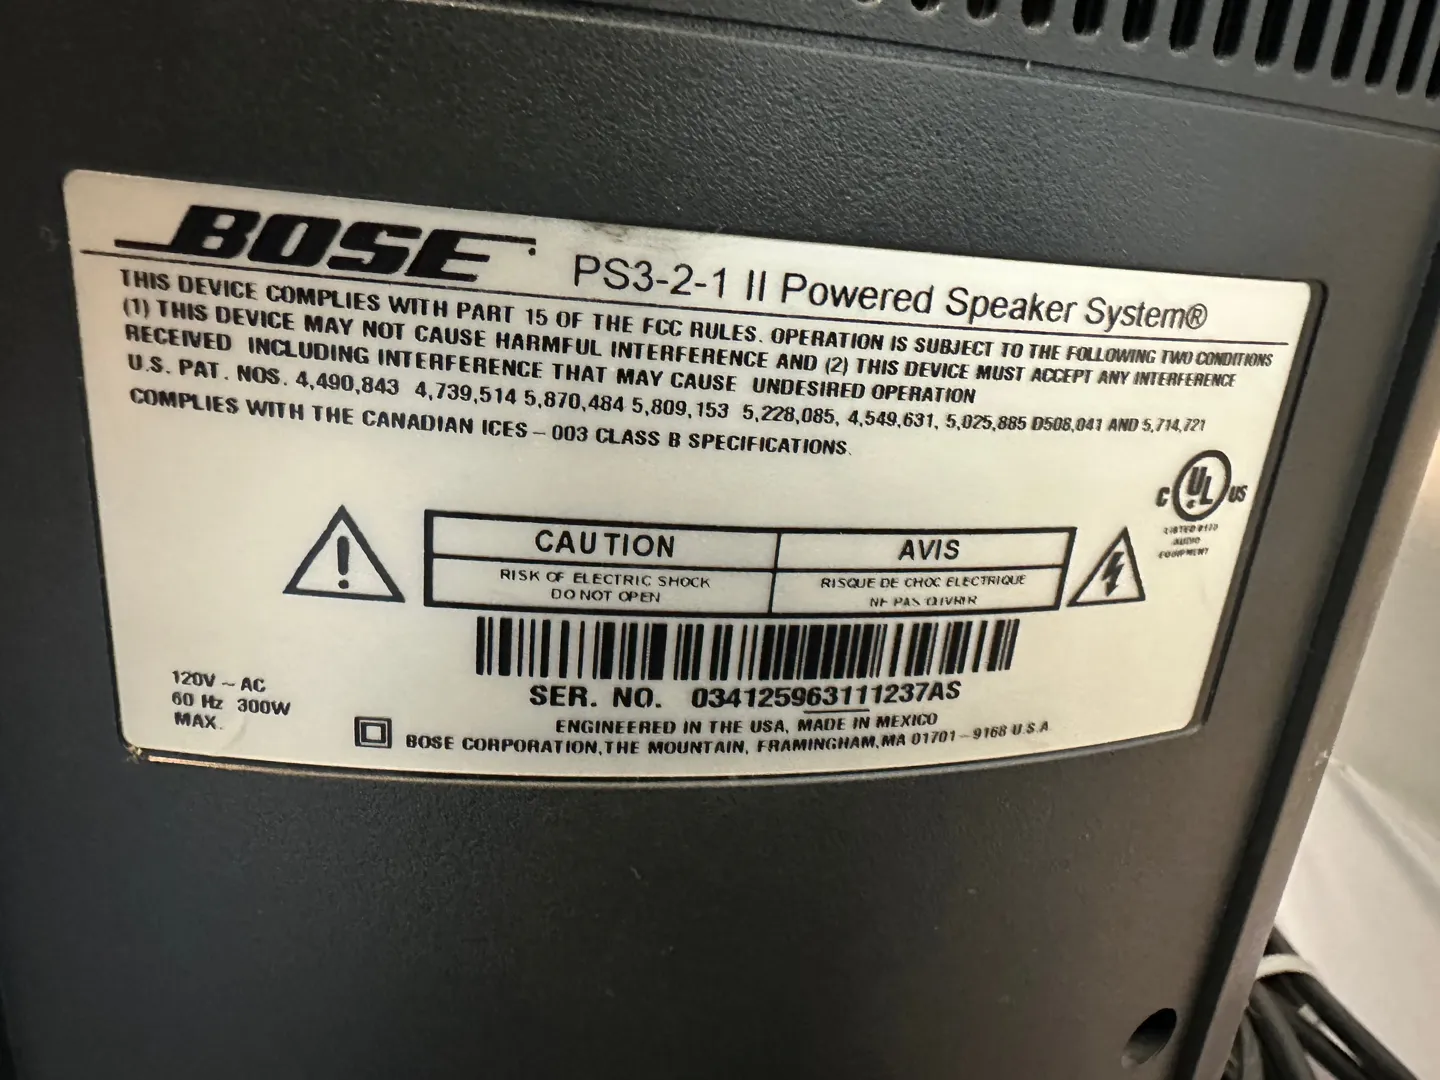 BOSE
PS3-2-1 II Powered Speaker System®
THIS DEVICE COMPLIES WITH PART 15 OF THE FCC RULES. OPERATION IS SUBJECT TO THE FOLLOWING TWO CONDITIONS
(1) THIS DEVICE MAY NOT CAUSE HARMFUL INTERFERENCE AND (2) THIS DEVICE MUST ACCEPT ANY INTERFERENCE
RECEIVED INCLUDING INTERFERENCE THAT MAY CAUSE UNDESIRED OPERATION
U.S. PAT. NOS. 4,490,843 4,739,514 5,870,484 5,809,153 5,228,085, 4,549,631, 5,025,885 D508,041 AND 5,714,721
COMPLIES WITH THE CANADIAN ICES – 003 CLASS B SPECIFICATIONS.
C UL US
LISTED
AUDIO
EQUIPMENT
CAUTION
RISK OF ELECTRIC SHOCK
DO NOT OPEN
AVIS
RISQUE DE CHOC ELECTRIQUE
NE PAS OUVRIR
120V ~ AC
60 Hz 300W
MAX.
SER. NO. 034125963111237AS
ENGINEERED IN THE USA, MADE IN MEXICO
BOSE CORPORATION, THE MOUNTAIN, FRAMINGHAM, MA 01701 – 9168 U.S.A